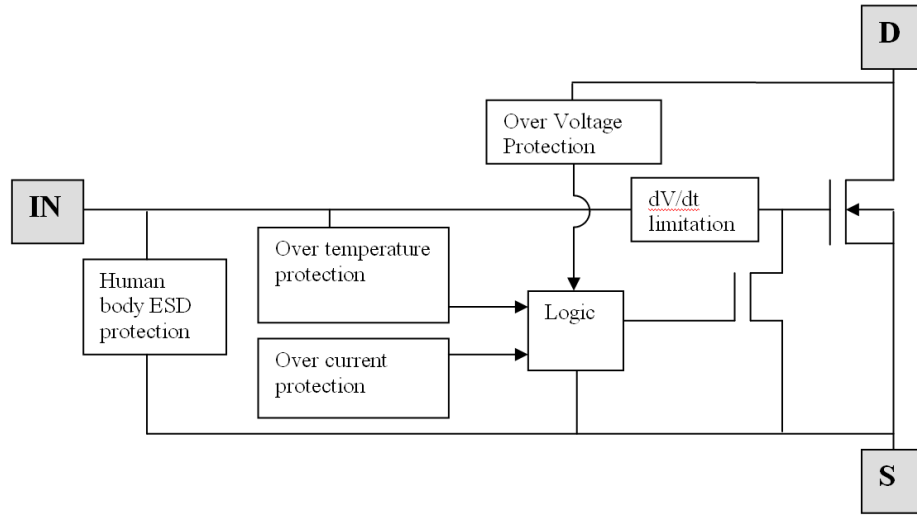 D
Over Voltage
Protection
IN
dV/dt
limitation
Over temperature
protection
Human
body ESD
protection
Logic
Over current
protection
S